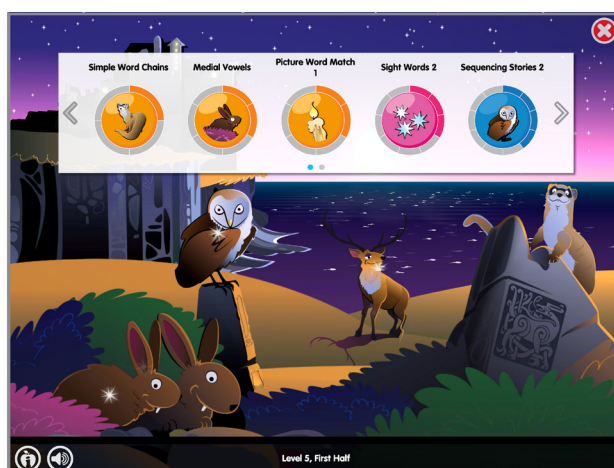 Simple Word Chains
Medial Vowels
Picture Word Match
1
Sight Words 2
Sequencing Stories 2
Level 5, First Half